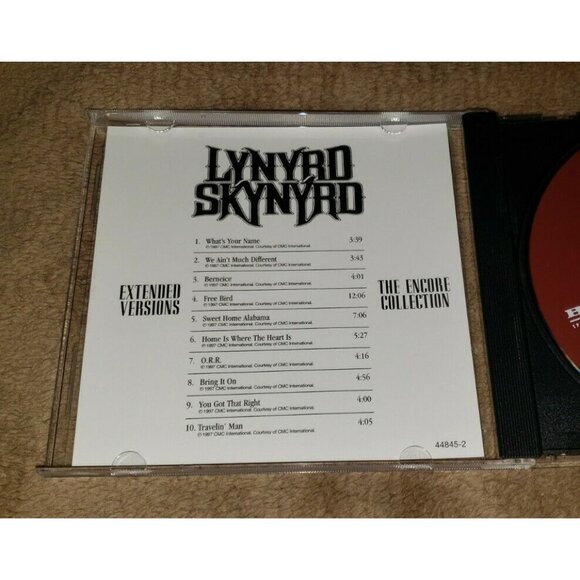 LYNYRD
SKYNYRD
1. What's Your Name 3:39
℗ 1997 CMC International. Courtesy of CMC International.
2. We Ain't Much Different 3:43
℗ 1997 CMC International. Courtesy of CMC International.
3. Berneice 4:01
℗ 1997 CMC International. Courtesy of CMC International.
4. Free Bird 12:06
℗ 1997 CMC International. Courtesy of CMC International.
5. Sweet Home Alabama 7:06
℗ 1997 CMC International. Courtesy of CMC International.
6. Home Is Where The Heart Is 5:27
℗ 1997 CMC International. Courtesy of CMC International.
7. O.R.R. 4:16
℗ 1997 CMC International. Courtesy of CMC International.
8. Bring It On 4:56
℗ 1997 CMC International. Courtesy of CMC International.
9. You Got That Right 4:00
℗ 1997 CMC International. Courtesy of CMC International.
10. Travelin' Man 4:05
℗ 1997 CMC International. Courtesy of CMC International.
EXTENDED
VERSIONS
THE ENCORE
COLLECTION
44845-2